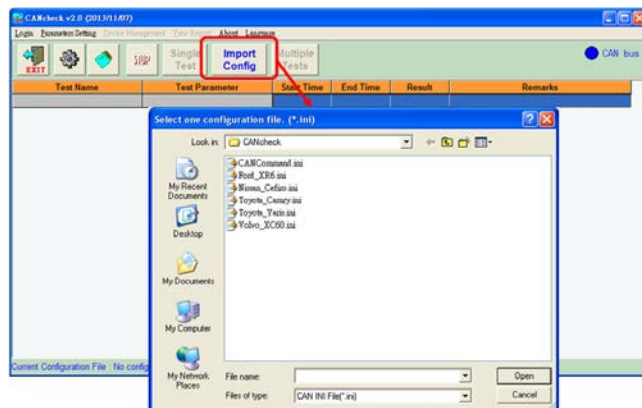 CANcheck v2.0 (2013/11/07)
Login Parameters Setting Device Management View Report About Language
EXIT STOP Single Test Import Config Multiple Tests CAN bus
Test Name Test Parameter Start Time End Time Result Remarks
Select one configuration file. (*.ini)
Look in: CANcheck
CANCommand.ini
Ford_XR6.ini
Nissan_Cefiro.ini
Toyota_Camry.ini
Toyota_Yaris.ini
Volvo_XC60.ini
My Recent Documents
Desktop
My Documents
My Computer
My Network Places
File name: Open
Files of type: CAN INI File(*.ini) Cancel
Current Configuration File : No config